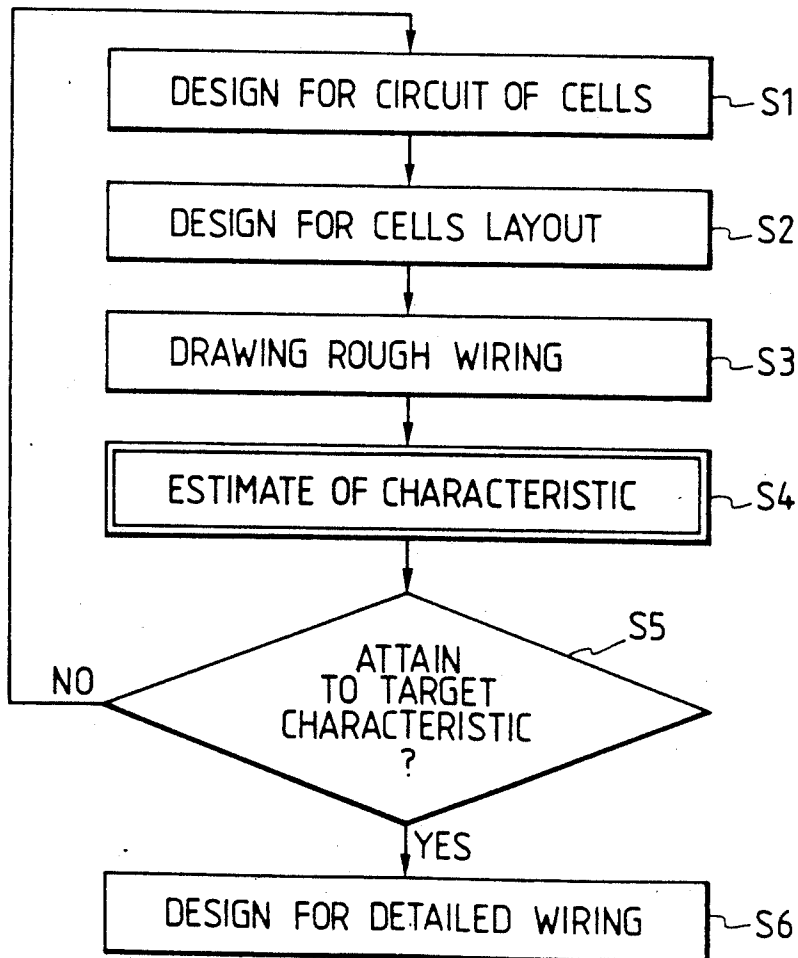 DESIGN FOR CIRCUIT OF CELLS
S1
DESIGN FOR CELLS LAYOUT
S2
DRAWING ROUGH WIRING
S3
ESTIMATE OF CHARACTERISTIC
S4
S5
ATTAIN
TO TARGET
CHARACTERISTIC
?
NO
YES
DESIGN FOR DETAILED WIRING
S6